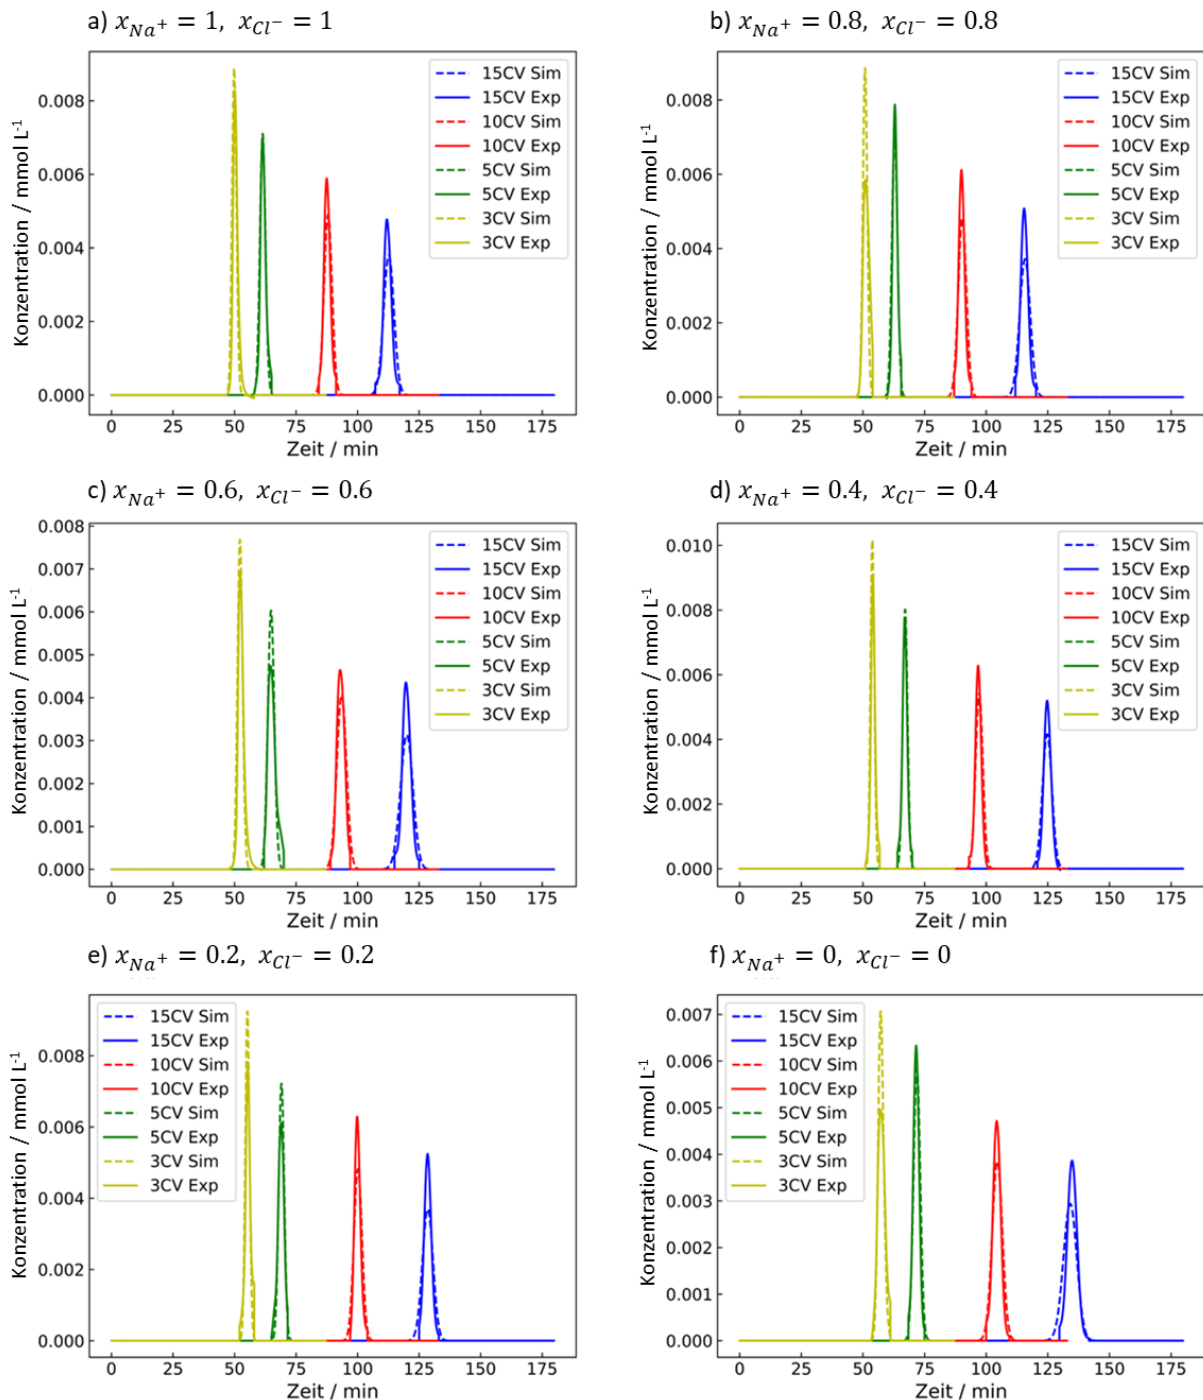 a) x_{Na⁺} = 1, x_{Cl⁻} = 1
Konzentration / mmol L⁻¹
0.008
0.006
0.004
0.002
0.000
15CV Sim
15CV Exp
10CV Sim
10CV Exp
5CV Sim
5CV Exp
3CV Sim
3CV Exp
0 25 50 75 100 125 150 175
Zeit / min
b) x_{Na⁺} = 0.8, x_{Cl⁻} = 0.8
Konzentration / mmol L⁻¹
0.008
0.006
0.004
0.002
0.000
15CV Sim
15CV Exp
10CV Sim
10CV Exp
5CV Sim
5CV Exp
3CV Sim
3CV Exp
0 25 50 75 100 125 150 175
Zeit / min
c) x_{Na⁺} = 0.6, x_{Cl⁻} = 0.6
Konzentration / mmol L⁻¹
0.008
0.007
0.006
0.005
0.004
0.003
0.002
0.001
0.000
15CV Sim
15CV Exp
10CV Sim
10CV Exp
5CV Sim
5CV Exp
3CV Sim
3CV Exp
0 25 50 75 100 125 150 175
Zeit / min
d) x_{Na⁺} = 0.4, x_{Cl⁻} = 0.4
Konzentration / mmol L⁻¹
0.010
0.008
0.006
0.004
0.002
0.000
15CV Sim
15CV Exp
10CV Sim
10CV Exp
5CV Sim
5CV Exp
3CV Sim
3CV Exp
0 25 50 75 100 125 150 175
Zeit / min
e) x_{Na⁺} = 0.2, x_{Cl⁻} = 0.2
Konzentration / mmol L⁻¹
0.008
0.006
0.004
0.002
0.000
15CV Sim
15CV Exp
10CV Sim
10CV Exp
5CV Sim
5CV Exp
3CV Sim
3CV Exp
0 25 50 75 100 125 150 175
Zeit / min
f) x_{Na⁺} = 0, x_{Cl⁻} = 0
Konzentration / mmol L⁻¹
0.007
0.006
0.005
0.004
0.003
0.002
0.001
0.000
15CV Sim
15CV Exp
10CV Sim
10CV Exp
5CV Sim
5CV Exp
3CV Sim
3CV Exp
0 25 50 75 100 125 150 175
Zeit / min